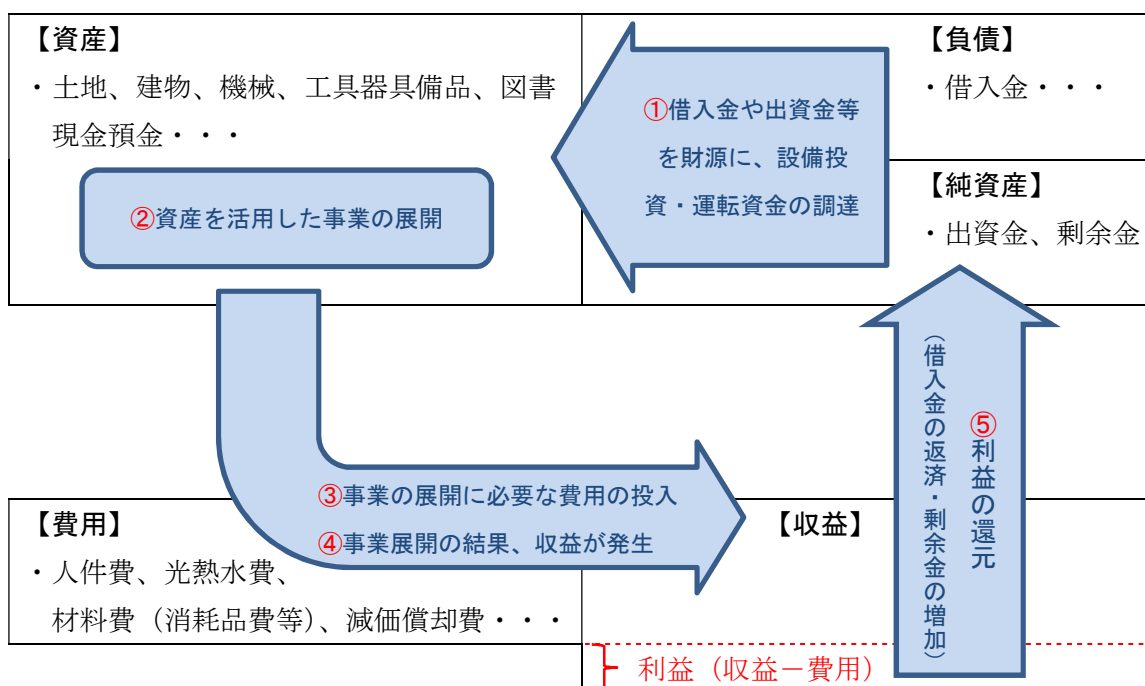 【資産】
・土地、建物、機械、工具器具備品、図書
現金預金・・・
②資産を活用した事業の展開
①借入金や出資金等
を財源に、設備投
資・運転資金の調達
【負債】
・借入金・・・
【純資産】
・出資金、剰余金
③事業の展開に必要な費用の投入
④事業展開の結果、収益が発生
【費用】
・人件費、光熱水費、
材料費（消耗品費等）、減価償却費・・・
【収益】
⑤利益の還元
（借入金の返済・剰余金の増加）
利益（収益－費用）